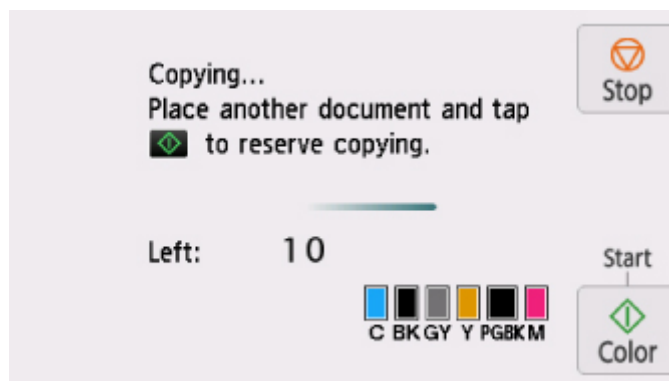 Copying...
Place another document and tap
to reserve copying.
Stop
Left: 10
Start
C BK GY Y PGBK M
Color